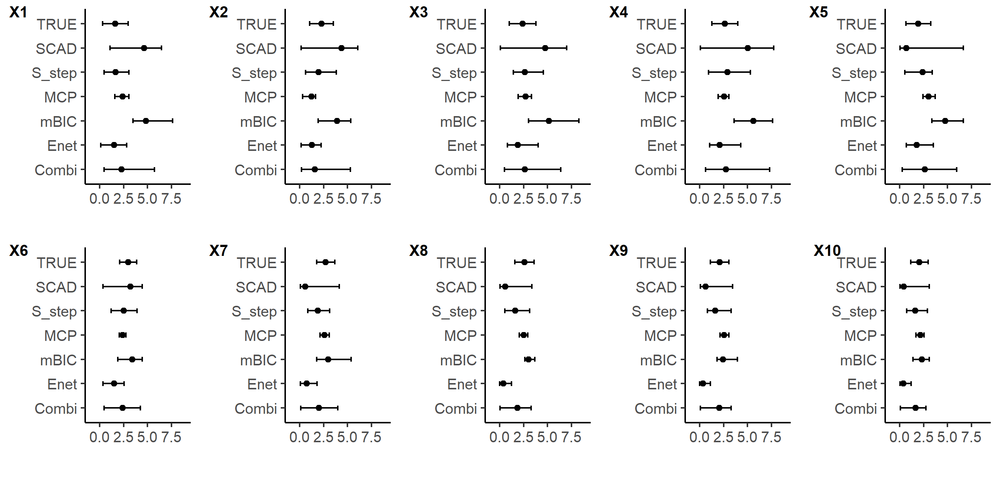 X1 X2 X3 X4 X5
TRUE TRUE TRUE TRUE TRUE
SCAD SCAD SCAD SCAD SCAD
S_step S_step S_step S_step S_step
MCP MCP MCP MCP MCP
mBIC mBIC mBIC mBIC mBIC
Enet Enet Enet Enet Enet
Combi Combi Combi Combi Combi
0.0 2.5 5.0 7.5 0.0 2.5 5.0 7.5 0.0 2.5 5.0 7.5 0.0 2.5 5.0 7.5 0.0 2.5 5.0 7.5
X6 X7 X8 X9 X10
TRUE TRUE TRUE TRUE TRUE
SCAD SCAD SCAD SCAD SCAD
S_step S_step S_step S_step S_step
MCP MCP MCP MCP MCP
mBIC mBIC mBIC mBIC mBIC
Enet Enet Enet Enet Enet
Combi Combi Combi Combi Combi
0.0 2.5 5.0 7.5 0.0 2.5 5.0 7.5 0.0 2.5 5.0 7.5 0.0 2.5 5.0 7.5 0.0 2.5 5.0 7.5